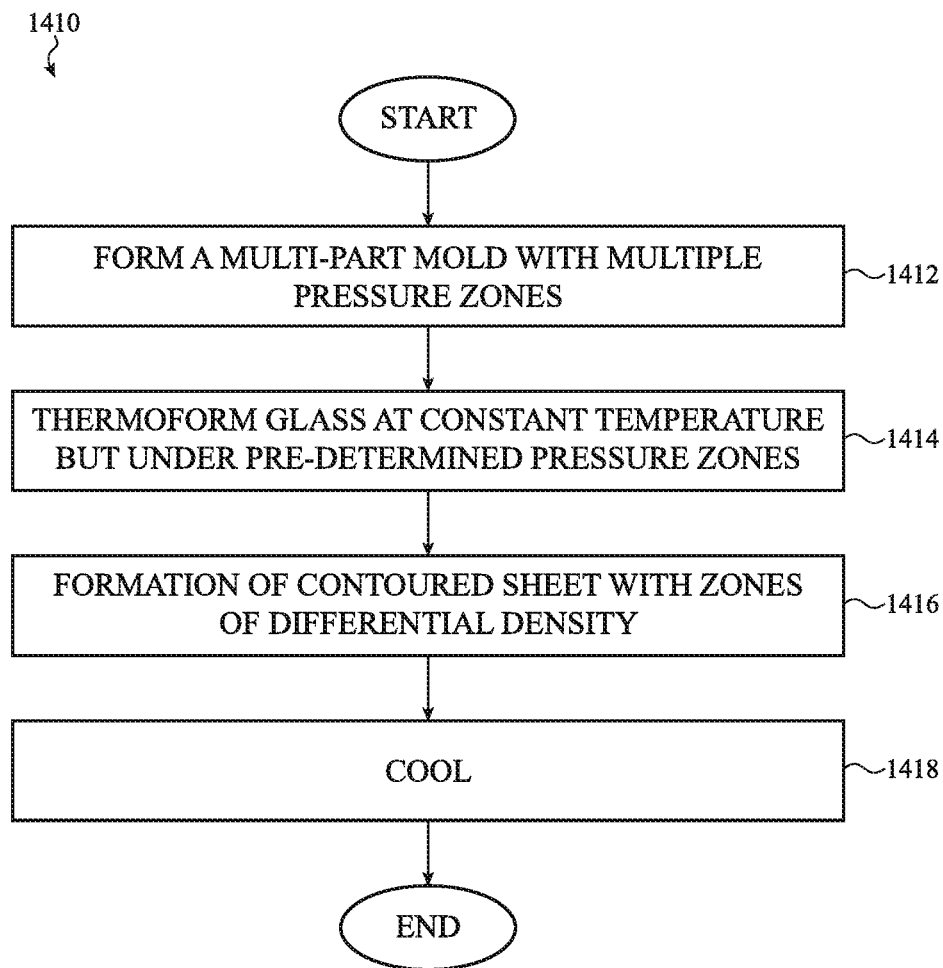 1410
START
FORM A MULTI-PART MOLD WITH MULTIPLE
PRESSURE ZONES
1412
THERMOFORM GLASS AT CONSTANT TEMPERATURE
BUT UNDER PRE-DETERMINED PRESSURE ZONES
1414
FORMATION OF CONTOURED SHEET WITH ZONES
OF DIFFERENTIAL DENSITY
1416
COOL
1418
END